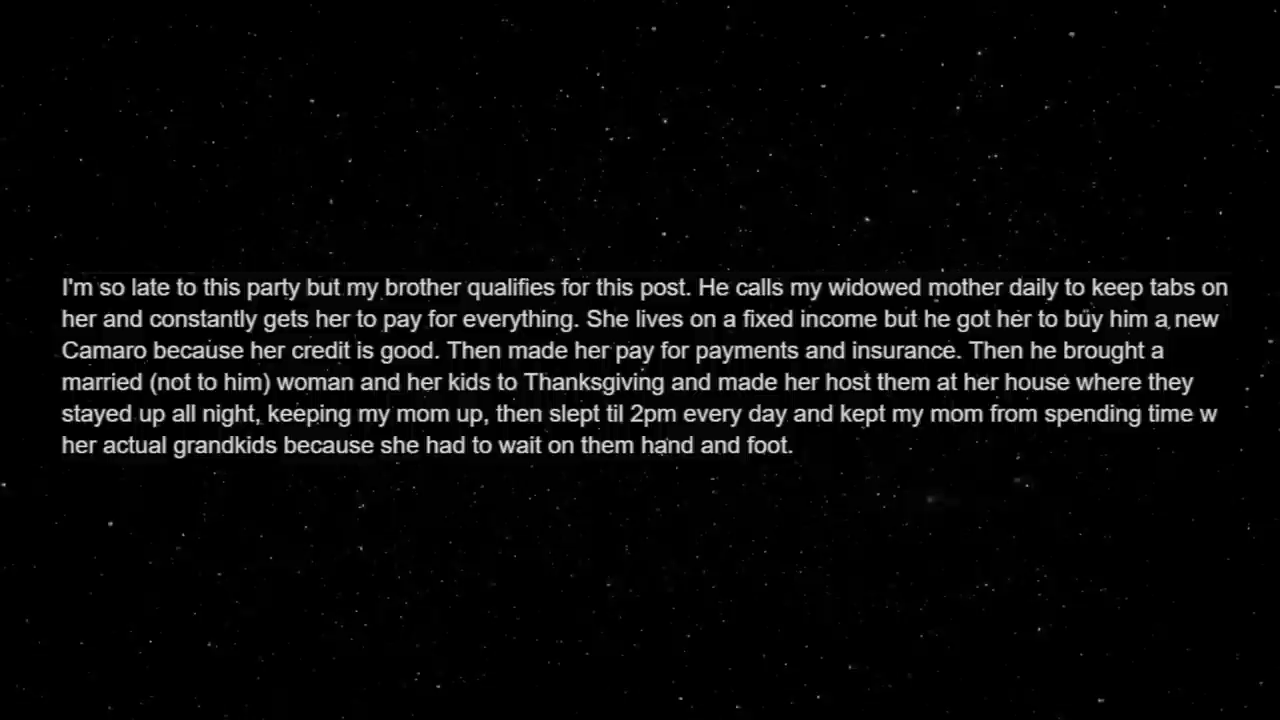 I'm so late to this party but my brother qualifies for this post. He calls my widowed mother daily to keep tabs on
her and constantly gets her to pay for everything. She lives on a fixed income but he got her to buy him a new
Camaro because her credit is good. Then made her pay for payments and insurance. Then he brought a
married (not to him) woman and her kids to Thanksgiving and made her host them at her house where they
stayed up all night, keeping my mom up, then slept til 2pm every day and kept my mom from spending time w
her actual grandkids because she had to wait on them hand and foot.